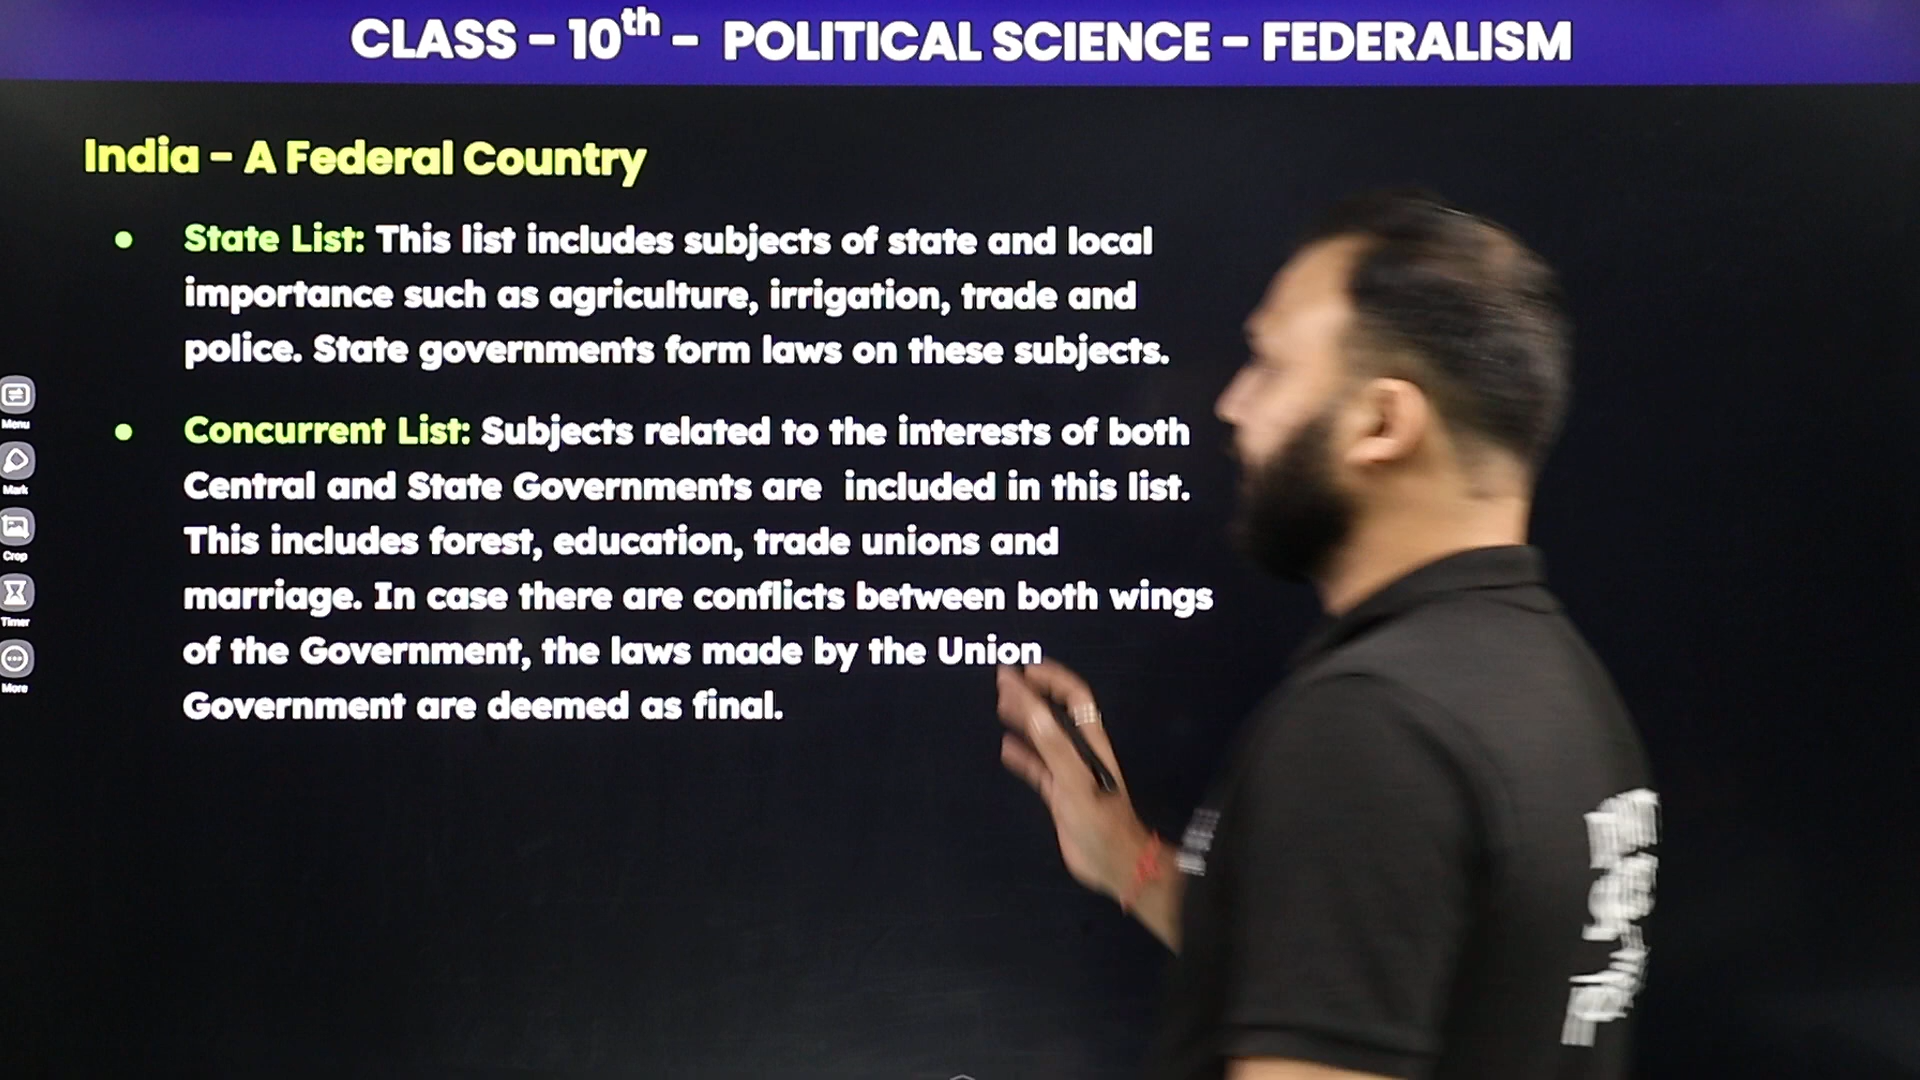 CLASS - 10th - POLITICAL SCIENCE - FEDERALISM
India - A Federal Country
• State List: This list includes subjects of state and local
importance such as agriculture, irrigation, trade and
police. State governments form laws on these subjects.
• Concurrent List: Subjects related to the interests of both
Central and State Governments are included in this list.
This includes forest, education, trade unions and
marriage. In case there are conflicts between both wings
of the Government, the laws made by the Union
Government are deemed as final.
Menu
Mark
Crop
Timer
More